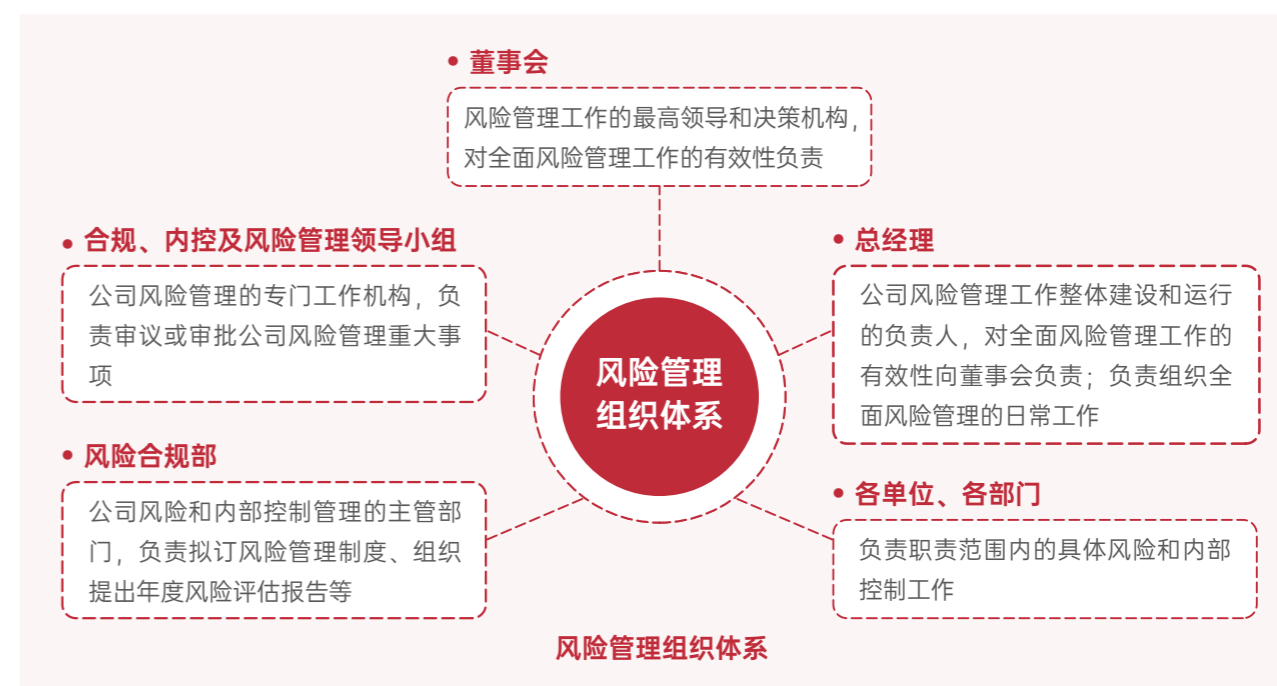 董事会
风险管理工作的最高领导和决策机构，
对全面风险管理工作的有效性负责
合规、内控及风险管理领导小组
公司风险管理的专门工作机构，负
责审议或审批公司风险管理重大事
项
总经理
公司风险管理工作整体建设和运行
的负责人，对全面风险管理工作的
有效性向董事会负责；负责组织全
面风险管理的日常工作
风险管理
组织体系
风险合规部
公司风险和内部控制管理的主管部
门，负责拟订风险管理制度、组织
提出年度风险评估报告等
各单位、各部门
负责职责范围内的具体风险和内部
控制工作
风险管理组织体系